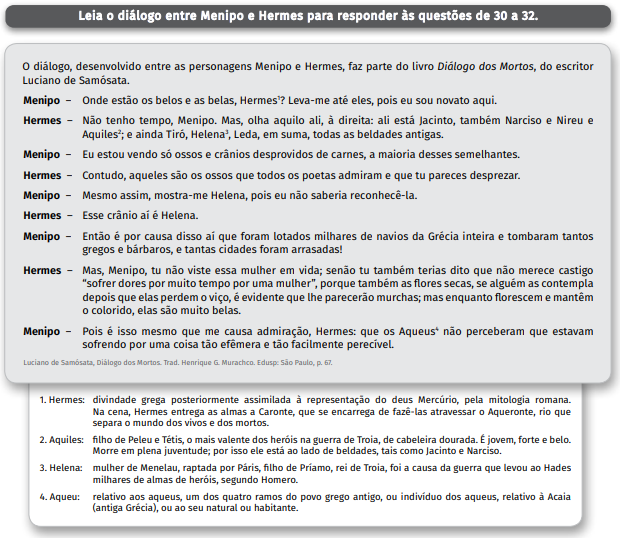 Leia o diálogo entre Menipo e Hermes para responder às questões de 30 a 32.
O diálogo, desenvolvido entre as personagens Menipo e Hermes, faz parte do livro Diálogo dos Mortos, do escritor
Luciano de Samósata.
Menipo – Onde estão os belos e as belas, Hermes¹? Leva-me até eles, pois eu sou novato aqui.
Hermes – Não tenho tempo, Menipo. Mas, olha aquilo ali, à direita: ali está Jacinto, também Narciso e Nireu e
Aquiles²; e ainda Tiró, Helena³, Leda, em suma, todas as beldades antigas.
Menipo – Eu estou vendo só ossos e crânios desprovidos de carnes, a maioria desses semelhantes.
Hermes – Contudo, aqueles são os ossos que todos os poetas admiram e que tu pareces desprezar.
Menipo – Mesmo assim, mostra-me Helena, pois eu não saberia reconhecê-la.
Hermes – Esse crânio aí é Helena.
Menipo – Então é por causa disso aí que foram lotados milhares de navios da Grécia inteira e tombaram tantos
gregos e bárbaros, e tantas cidades foram arrasadas!
Hermes – Mas, Menipo, tu não viste essa mulher em vida; senão tu também terias dito que não merece castigo
“sofrer dores por muito tempo por uma mulher”, porque também as flores secas, se alguém as contempla
depois que elas perdem o viço, é evidente que lhe parecerão murchas; mas enquanto florescem e mantêm
o colorido, elas são muito belas.
Menipo – Pois é isso mesmo que me causa admiração, Hermes: que os Aqueus⁴ não perceberam que estavam
sofrendo por uma coisa tão efêmera e tão facilmente perecível.
Luciano de Samósata, Diálogo dos Mortos. Trad. Henrique G. Murachco. Edusp: São Paulo, p. 67.
1. Hermes: divindade grega posteriormente assimilada à representação do deus Mercúrio, pela mitologia romana.
Na cena, Hermes entrega as almas a Caronte, que se encarrega de fazê-las atravessar o Aqueronte, rio que
separa o mundo dos vivos e dos mortos.
2. Aquiles: filho de Peleu e Tétis, o mais valente dos heróis na guerra de Troia, de cabeleira dourada. É jovem, forte e belo.
Morre em plena juventude; por isso ele está ao lado de beldades, tais como Jacinto e Narciso.
3. Helena: mulher de Menelau, raptada por Páris, filho de Príamo, rei de Troia, foi a causa da guerra que levou ao Hades
milhares de almas de heróis, segundo Homero.
4. Aqueu: relativo aos aqueus, um dos quatro ramos do povo grego antigo, ou indivíduo dos aqueus, relativo à Acaia
(antiga Grécia), ou ao seu natural ou habitante.